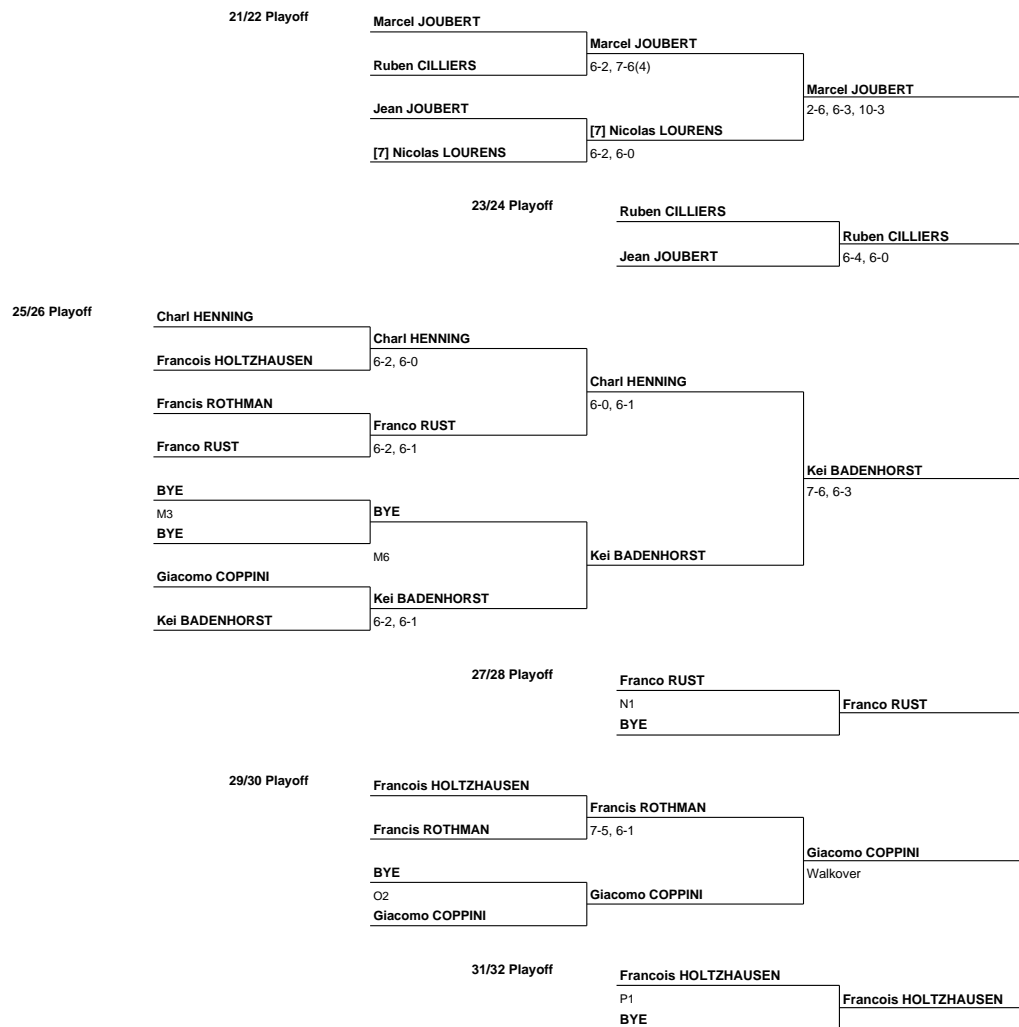 21/22 Playoff
Marcel JOUBERT
Marcel JOUBERT
Ruben CILLIERS
6-2, 7-6(4)
Marcel JOUBERT
Jean JOUBERT
2-6, 6-3, 10-3
[7] Nicolas LOURENS
[7] Nicolas LOURENS
6-2, 6-0
23/24 Playoff
Ruben CILLIERS
Ruben CILLIERS
Jean JOUBERT
6-4, 6-0
25/26 Playoff
Charl HENNING
Charl HENNING
Francois HOLTZHAUSEN
6-2, 6-0
Charl HENNING
Francis ROTHMAN
6-0, 6-1
Franco RUST
Franco RUST
6-2, 6-1
Kei BADENHORST
BYE
7-6, 6-3
M3
BYE
BYE
M6
Kei BADENHORST
Giacomo COPPINI
Kei BADENHORST
Kei BADENHORST
6-2, 6-1
27/28 Playoff
Franco RUST
N1
Franco RUST
BYE
29/30 Playoff
Francois HOLTZHAUSEN
Francis ROTHMAN
Francis ROTHMAN
7-5, 6-1
Giacomo COPPINI
BYE
Walkover
O2
Giacomo COPPINI
Giacomo COPPINI
31/32 Playoff
Francois HOLTZHAUSEN
P1
Francois HOLTZHAUSEN
BYE